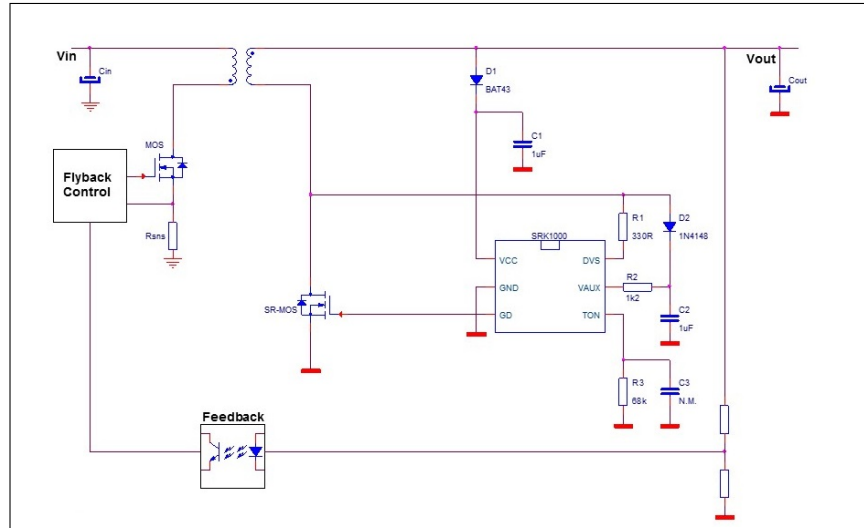 Vin
Cin
D1
BAT43
Vout
Cout
C1
1uF
MOS
Flyback
Control
Rsns
R1
330R
D2
1N4148
SRK1000
VCC
DVS
GND
VAUX
GD
TON
R2
1k2
C2
1uF
SR-MOS
R3
68k
C3
N.M.
Feedback